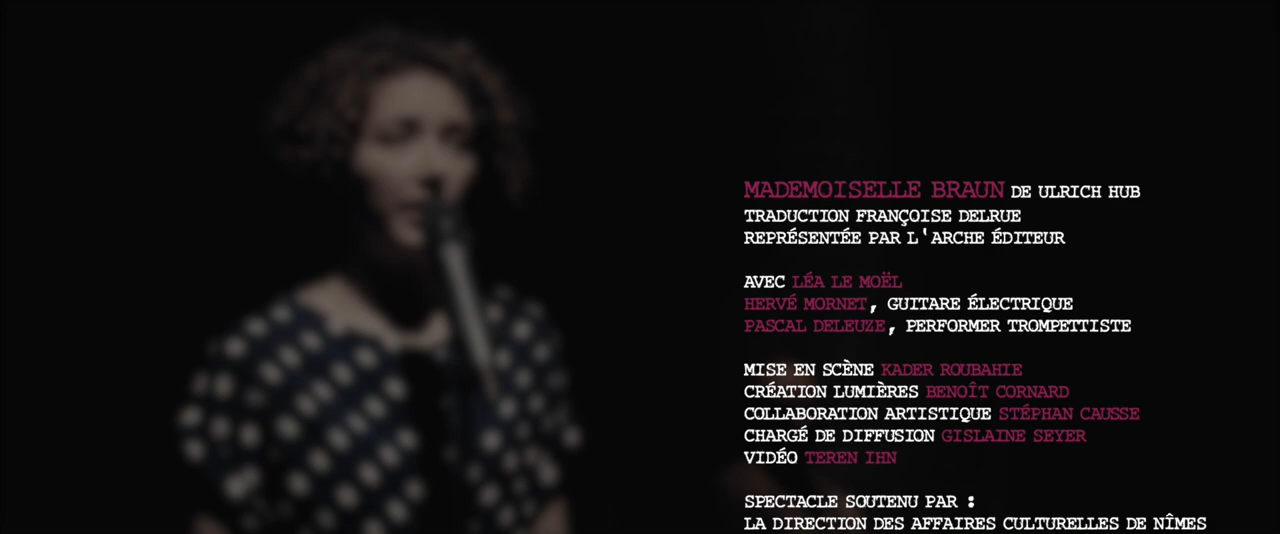 MADEMOISELLE BRAUN DE ULRICH HUB
TRADUCTION FRANÇOISE DELRUE
REPRÉSENTÉE PAR L'ARCHE ÉDITEUR
AVEC LÉA LE MOËL
HERVÉ MORNET, GUITARE ÉLECTRIQUE
PASCAL DELEUZE, PERFORMER TROMPETTISTE
MISE EN SCÈNE KADER ROUBAHIE
CRÉATION LUMIÈRES BENOÎT CORNARD
COLLABORATION ARTISTIQUE STÉPHAN CAUSSE
CHARGÉ DE DIFFUSION GISLAINE SEYER
VIDÉO TEREN IHN
SPECTACLE SOUTENU PAR :
LA DIRECTION DES AFFAIRES CULTURELLES DE NÎMES